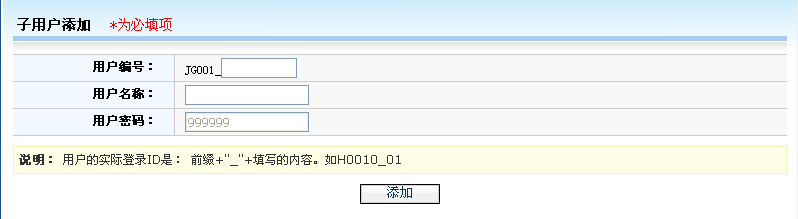 子用户添加 *为必填项
用户编号： JG001_
用户名称：
用户密码： 999999
说明： 用户的实际登录ID是： 前缀+"_"+填写的内容。如H0010_01
添加